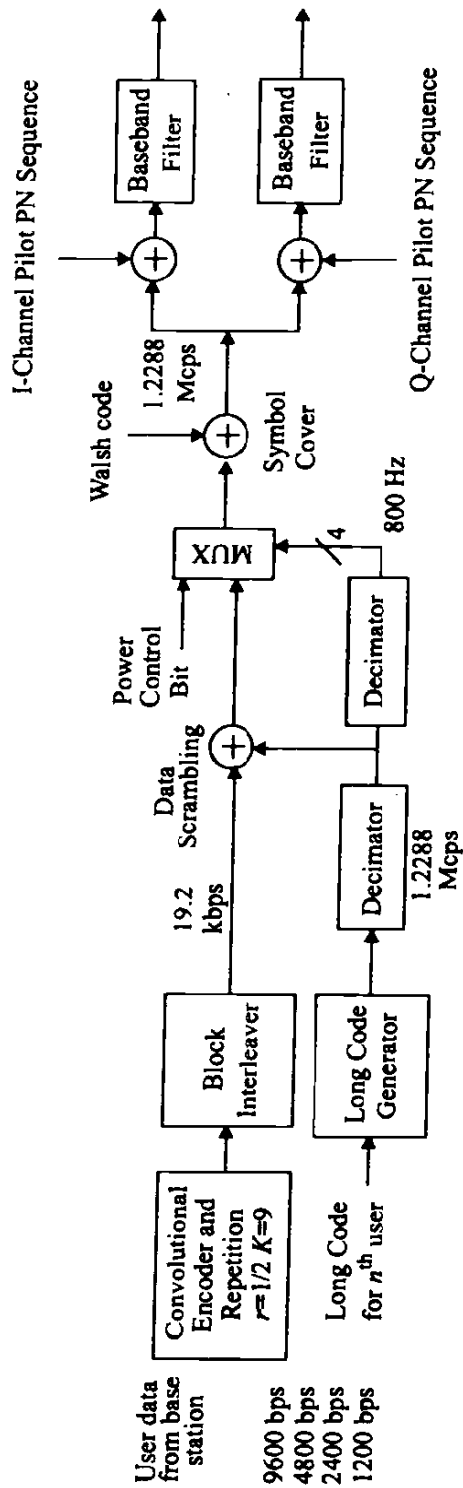 User data
from base
station
9600 bps
4800 bps
2400 bps
1200 bps
Convolutional
Encoder and
Repetition
r=1/2 K=9
Block
Interleaver
19.2
kbps
Data
Scrambling
Long Code
for nth user
Long Code
Generator
Decimator
1.2288
Mcps
Decimator
800 Hz
4
Power
Control
Bit
MUX
Walsh code
Symbol
Cover
1.2288
Mcps
I-Channel Pilot PN Sequence
Baseband
Filter
Baseband
Filter
Q-Channel Pilot PN Sequence